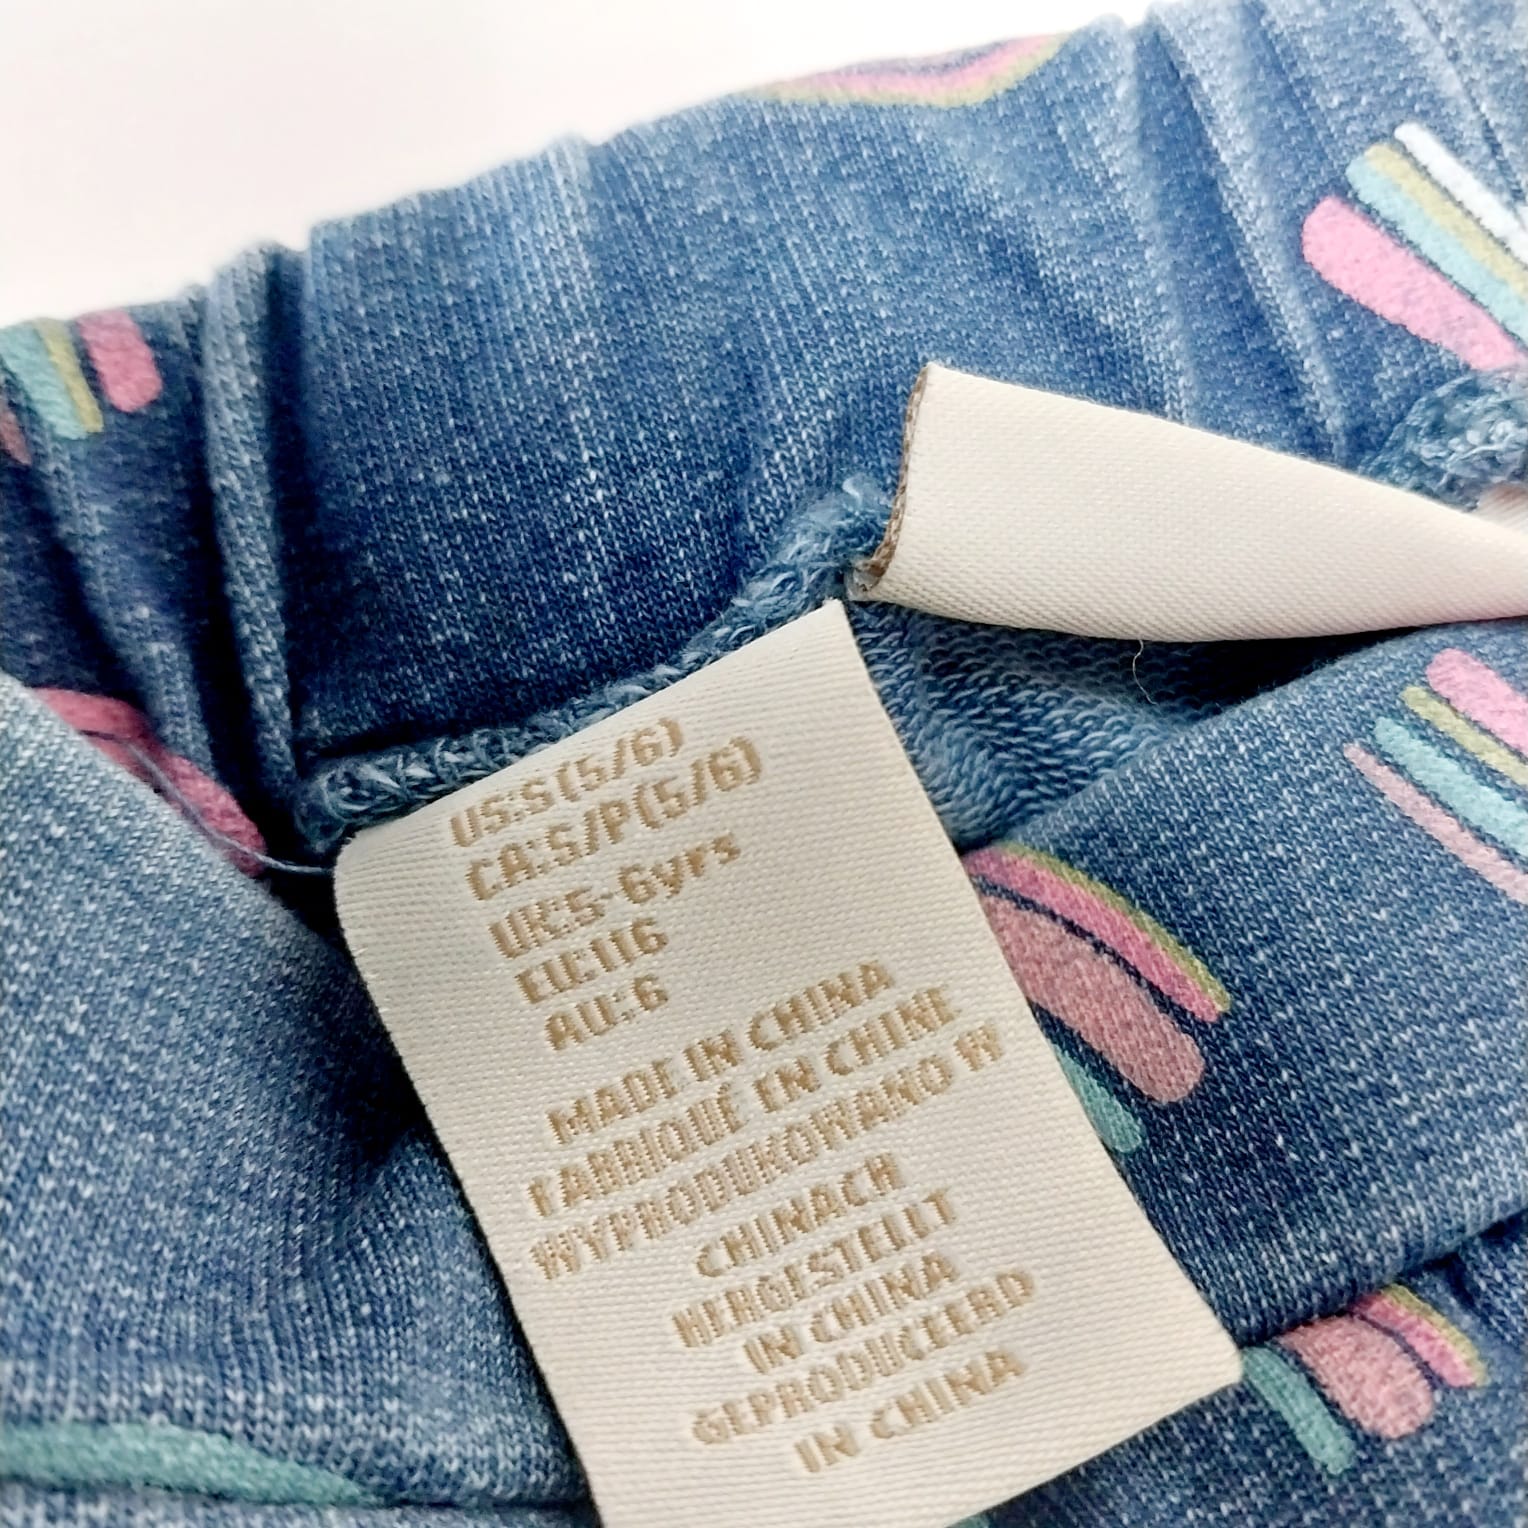 US:S(5/6)
CA:S/P(5/6)
UK:5-6yrs
EU:116
AU:6
MADE IN CHINA
FABRIQUÉ EN CHINE
WYPRODUKOWANO W
CHINACH
HERGESTELLT
IN CHINA
GEPRODUCEERD
IN CHINA